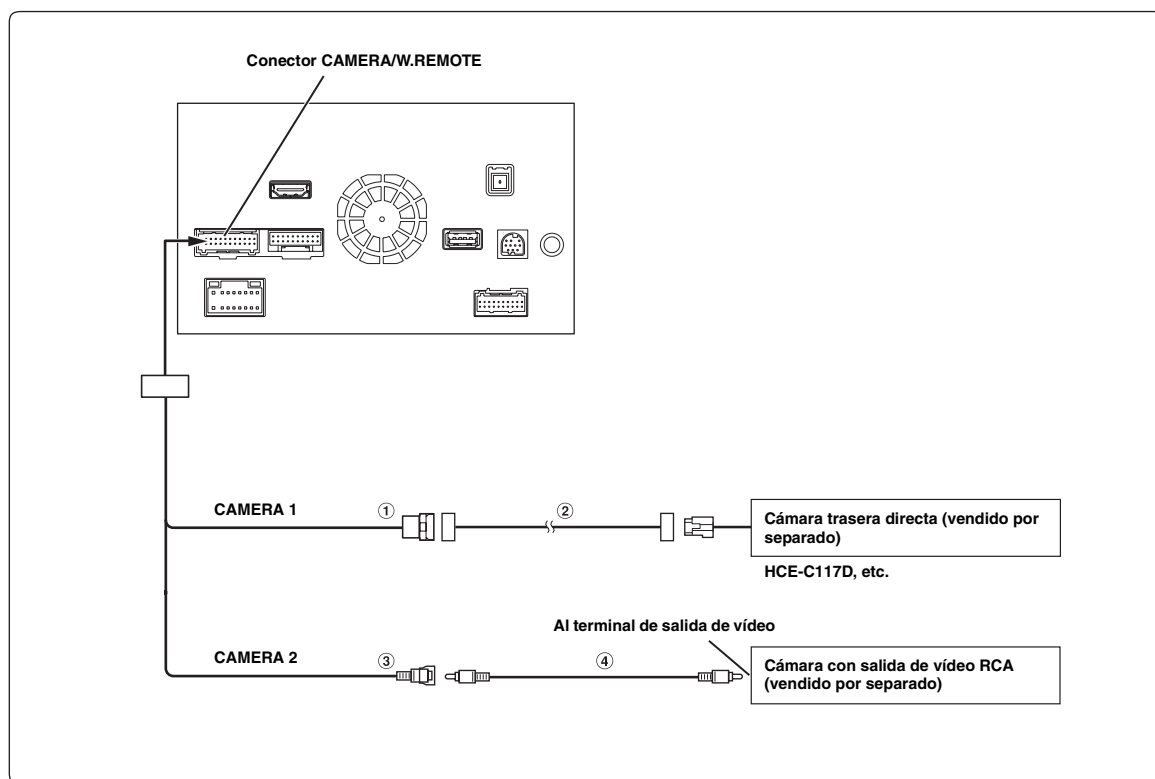 Conector CAMERA/W.REMOTE
CAMERA 1
①
②
Cámara trasera directa (vendido por
separado)
HCE-C117D, etc.
Al terminal de salida de vídeo
CAMERA 2
③
④
Cámara con salida de vídeo RCA
(vendido por separado)